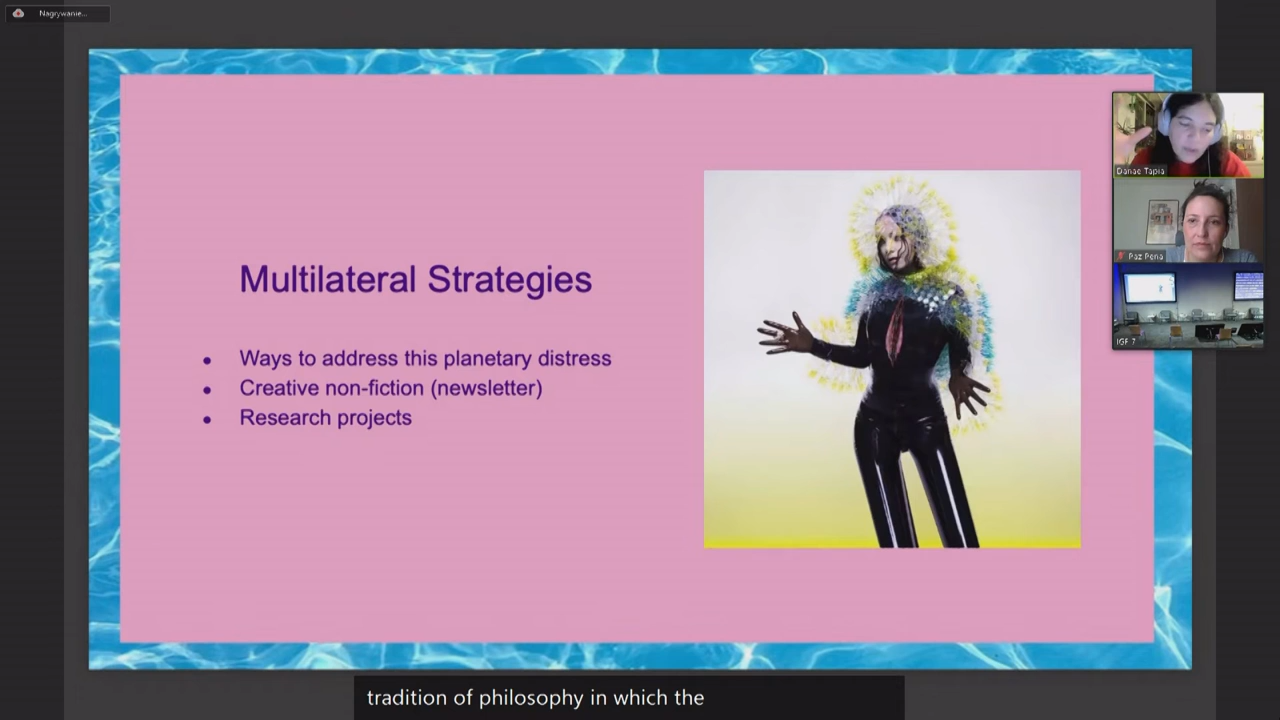 Nagrywanie...
Multilateral Strategies
• Ways to address this planetary distress
• Creative non-fiction (newsletter)
• Research projects
Danae Tapia
Paz Pena
IGF 7
tradition of philosophy in which the